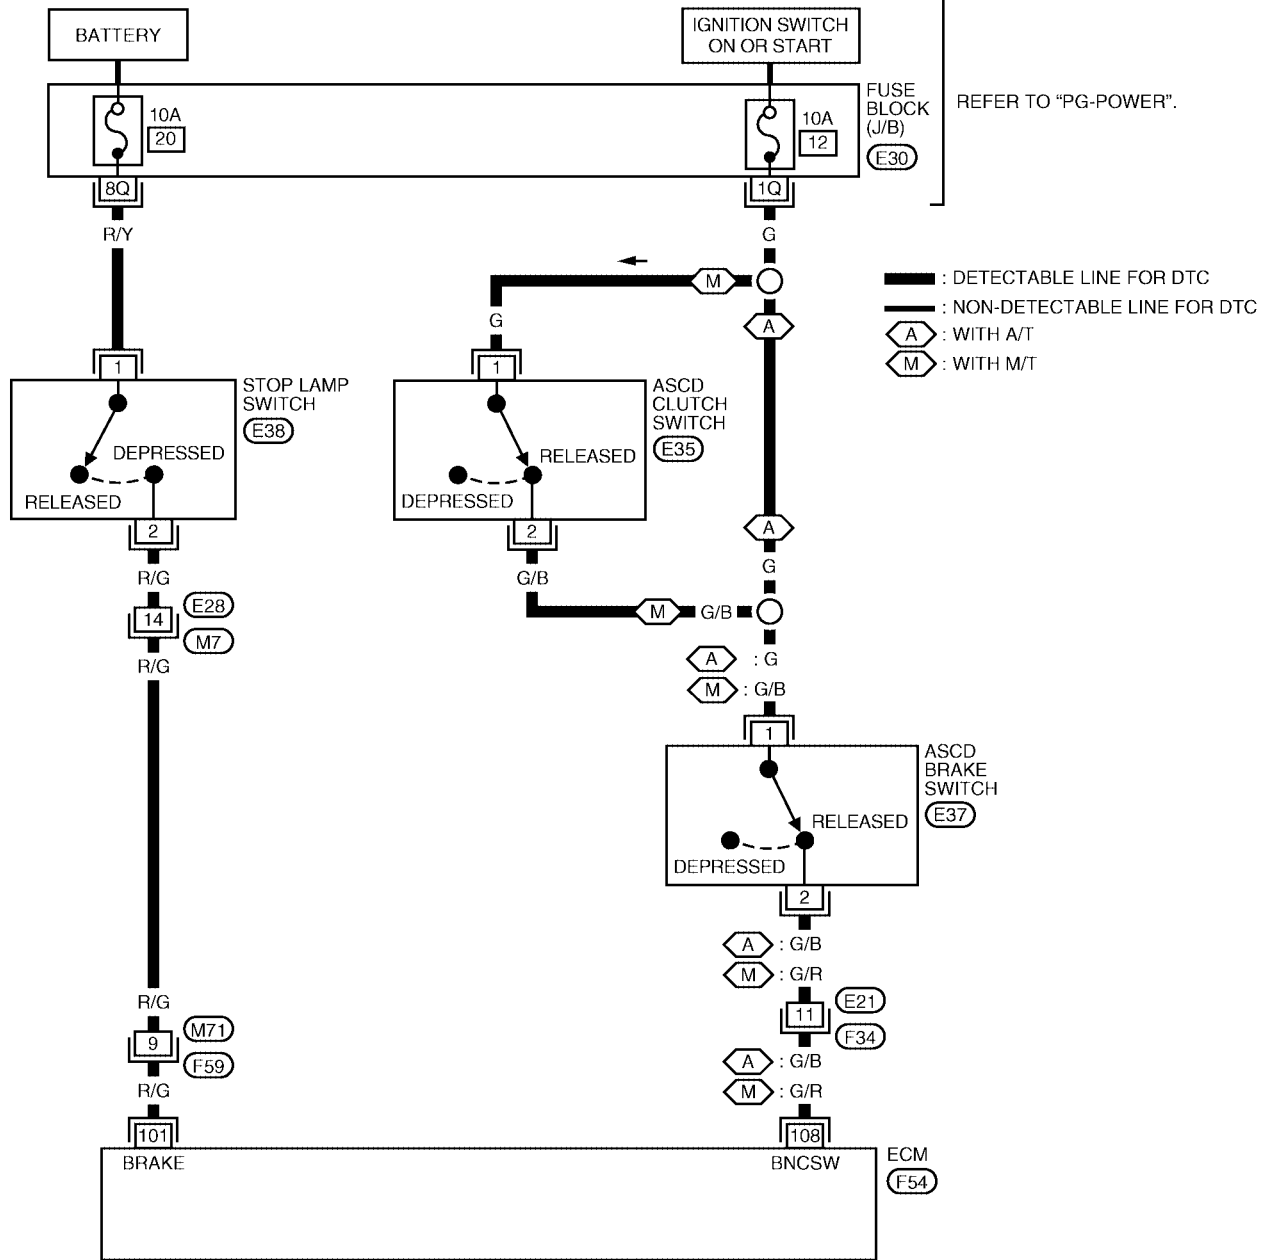 BATTERY
IGNITION SWITCH
ON OR START
10A
20
10A
12
FUSE
BLOCK
(J/B)
E30
REFER TO “PG-POWER”.
8Q
1Q
R/Y
G
M
A
: DETECTABLE LINE FOR DTC
: NON-DETECTABLE LINE FOR DTC
A : WITH A/T
M : WITH M/T
G
1
STOP LAMP
SWITCH
E38
DEPRESSED
RELEASED
2
1
ASCD
CLUTCH
SWITCH
E35
RELEASED
DEPRESSED
2
A
G
R/G
G/B
14
E28
M7
M
G/B
R/G
A : G
M : G/B
1
ASCD
BRAKE
SWITCH
E37
RELEASED
DEPRESSED
2
A : G/B
M : G/R
R/G
11
E21
F34
9
M71
F59
A : G/B
M : G/R
R/G
101
108
BRAKE
BNCSW
ECM
F54